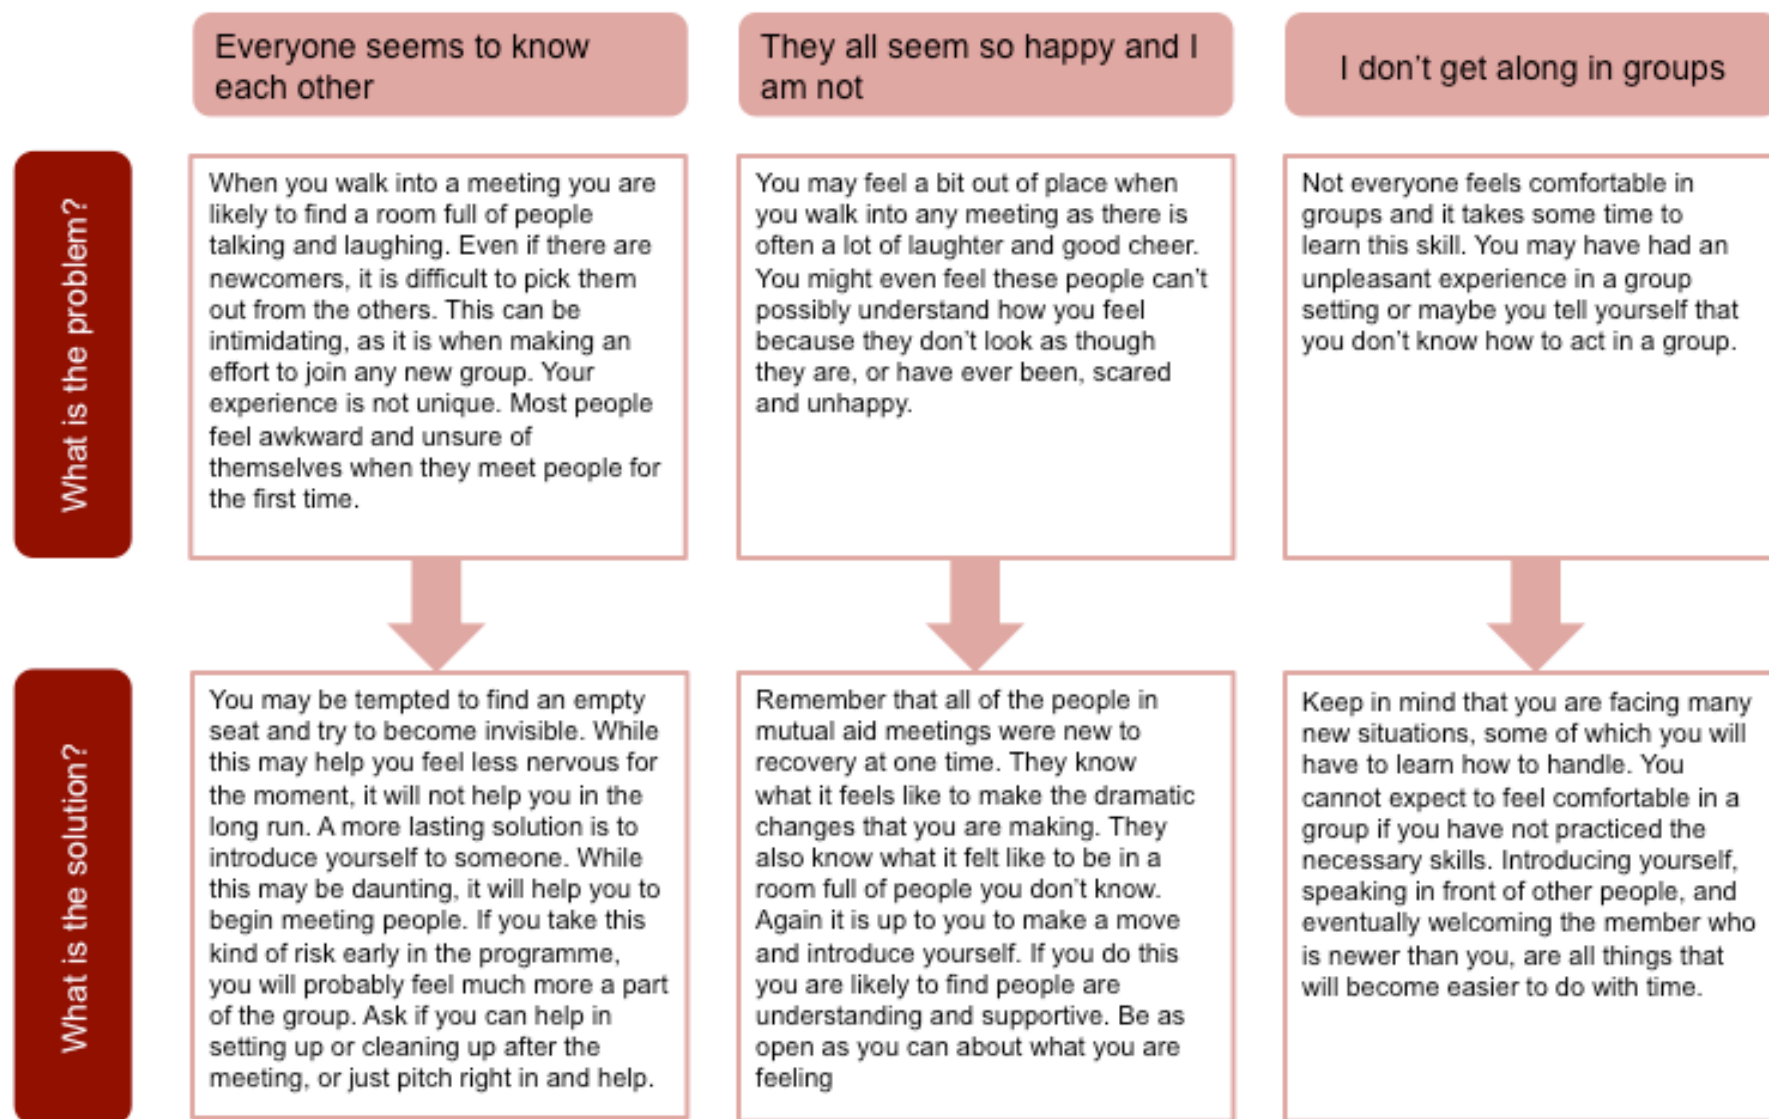 Everyone seems to know
each other
They all seem so happy and I
am not
I don't get along in groups
What is the problem?
When you walk into a meeting you are
likely to find a room full of people
talking and laughing. Even if there are
newcomers, it is difficult to pick them
out from the others. This can be
intimidating, as it is when making an
effort to join any new group. Your
experience is not unique. Most people
feel awkward and unsure of
themselves when they meet people for
the first time.
You may feel a bit out of place when
you walk into any meeting as there is
often a lot of laughter and good cheer.
You might even feel these people can't
possibly understand how you feel
because they don't look as though
they are, or have ever been, scared
and unhappy.
Not everyone feels comfortable in
groups and it takes some time to
learn this skill. You may have had an
unpleasant experience in a group
setting or maybe you tell yourself that
you don't know how to act in a group.
What is the solution?
You may be tempted to find an empty
seat and try to become invisible. While
this may help you feel less nervous for
the moment, it will not help you in the
long run. A more lasting solution is to
introduce yourself to someone. While
this may be daunting, it will help you to
begin meeting people. If you take this
kind of risk early in the programme,
you will probably feel much more a part
of the group. Ask if you can help in
setting up or cleaning up after the
meeting, or just pitch right in and help.
Remember that all of the people in
mutual aid meetings were new to
recovery at one time. They know
what it feels like to make the dramatic
changes that you are making. They
also know what it felt like to be in a
room full of people you don't know.
Again it is up to you to make a move
and introduce yourself. If you do this
you are likely to find people are
understanding and supportive. Be as
open as you can about what you are
feeling
Keep in mind that you are facing many
new situations, some of which you will
have to learn how to handle. You
cannot expect to feel comfortable in a
group if you have not practiced the
necessary skills. Introducing yourself,
speaking in front of other people, and
eventually welcoming the member who
is newer than you, are all things that
will become easier to do with time.